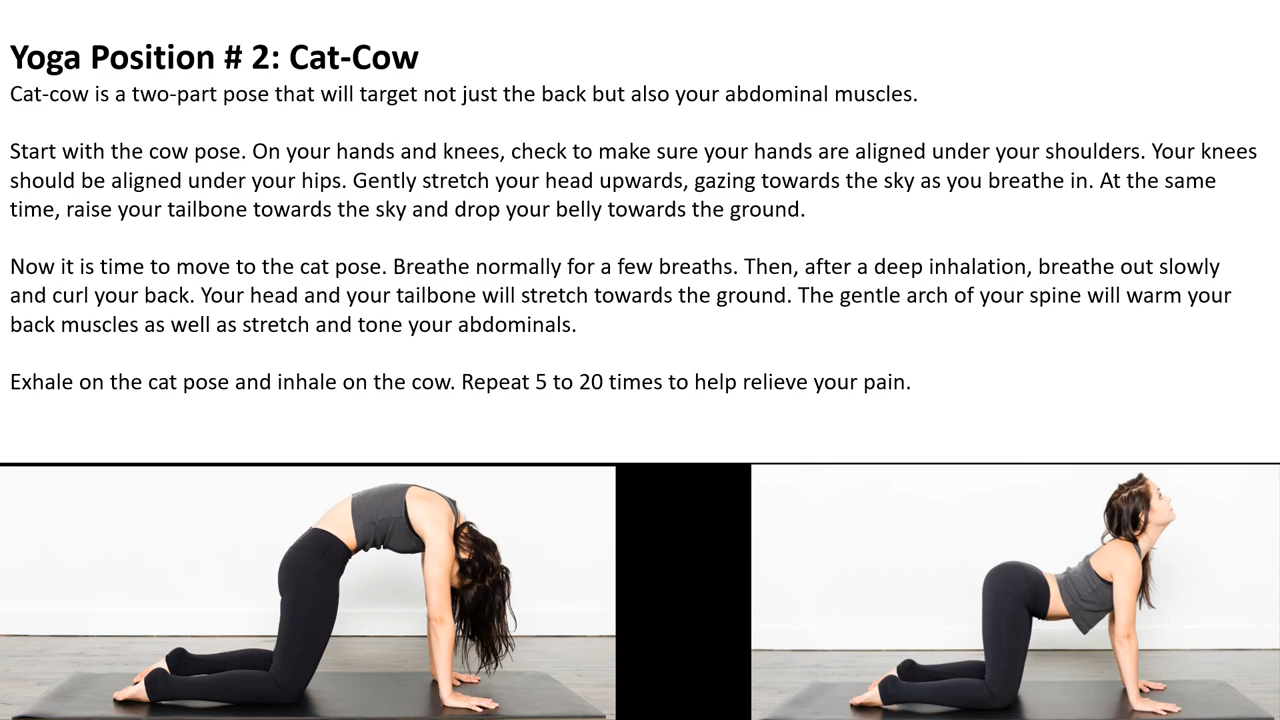 Yoga Position # 2: Cat-Cow
Cat-cow is a two-part pose that will target not just the back but also your abdominal muscles.
Start with the cow pose. On your hands and knees, check to make sure your hands are aligned under your shoulders. Your knees
should be aligned under your hips. Gently stretch your head upwards, gazing towards the sky as you breathe in. At the same
time, raise your tailbone towards the sky and drop your belly towards the ground.
Now it is time to move to the cat pose. Breathe normally for a few breaths. Then, after a deep inhalation, breathe out slowly
and curl your back. Your head and your tailbone will stretch towards the ground. The gentle arch of your spine will warm your
back muscles as well as stretch and tone your abdominals.
Exhale on the cat pose and inhale on the cow. Repeat 5 to 20 times to help relieve your pain.